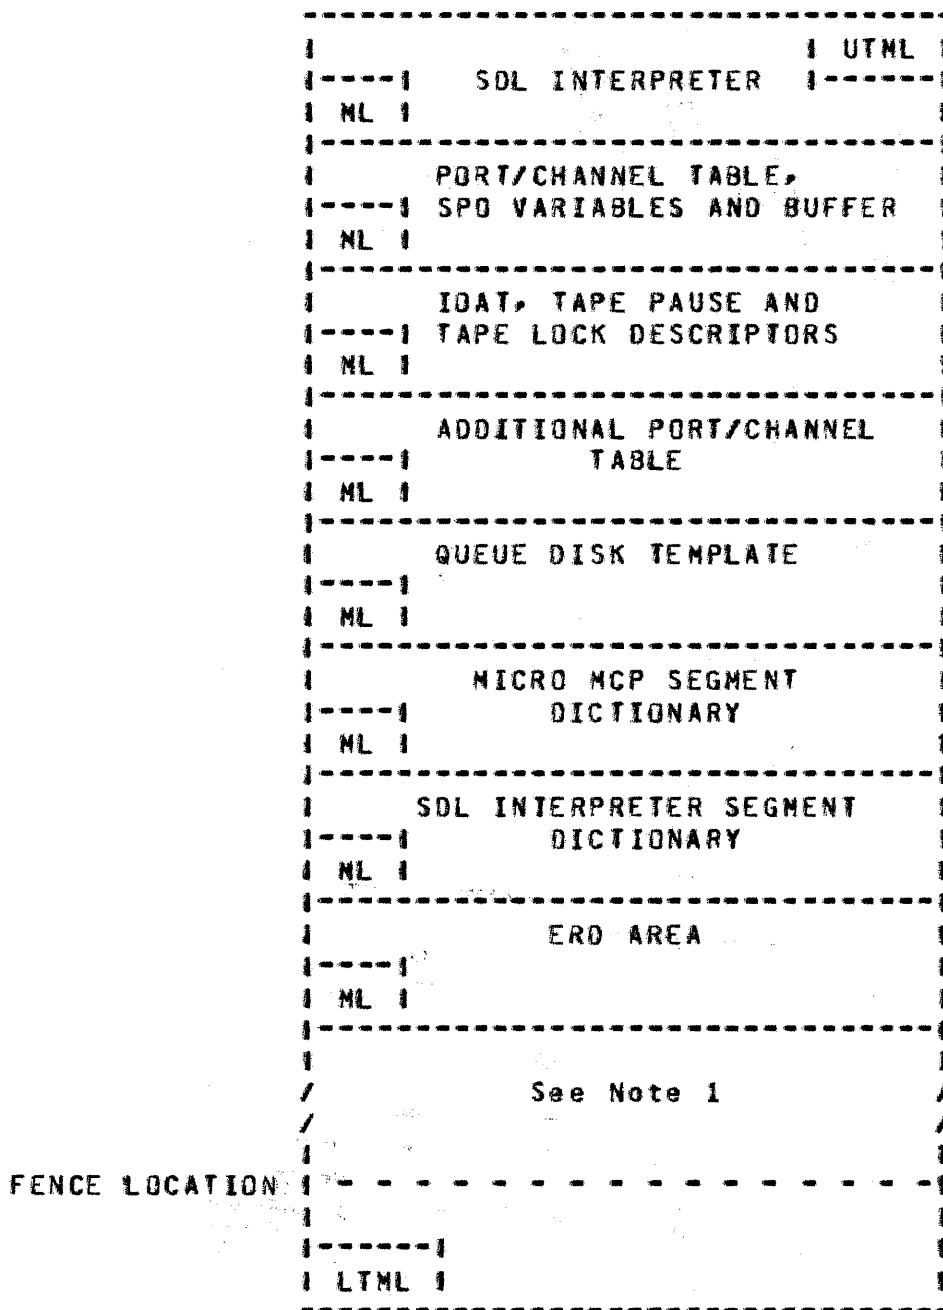 UTML
SDL INTERPRETER
ML
PORT/CHANNEL TABLE,
SPO VARIABLES AND BUFFER
ML
IOAT, TAPE PAUSE AND
TAPE LOCK DESCRIPTORS
ML
ADDITIONAL PORT/CHANNEL
TABLE
ML
QUEUE DISK TEMPLATE
ML
MICRO MCP SEGMENT
DICTIONARY
ML
SDL INTERPRETER SEGMENT
DICTIONARY
ML
ERD AREA
ML
See Note 1
FENCE LOCATION
LTML